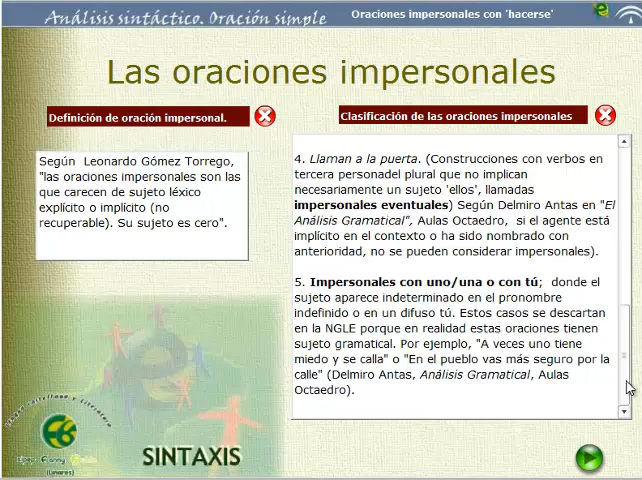 Análisis sintáctico. Oración simple
Oraciones impersonales con 'hacerse'
Las oraciones impersonales
Definición de oración impersonal.
Según Leonardo Gómez Torrego,
"las oraciones impersonales son las
que carecen de sujeto léxico
explícito o implícito (no
recuperable). Su sujeto es cero".
Clasificación de las oraciones impersonales
4. Llaman a la puerta. (Construcciones con verbos en
tercera personadel plural que no implican
necesariamente un sujeto 'ellos', llamadas
impersonales eventuales) Según Delmiro Antas en "El
Análisis Gramatical", Aulas Octaedro, si el agente está
implícito en el contexto o ha sido nombrado con
anterioridad, no se pueden considerar impersonales).
5. Impersonales con uno/una o con tú; donde el
sujeto aparece indeterminado en el pronombre
indefinido o en un difuso tú. Estos casos se descartan
en la NGLE porque en realidad estas oraciones tienen
sujeto gramatical. Por ejemplo, "A veces uno tiene
miedo y se calla" o "En el pueblo vas más seguro por la
calle" (Delmiro Antas, Análisis Gramatical, Aulas
Octaedro).
Lengua Castellana y Literatura
(Linares)
SINTAXIS